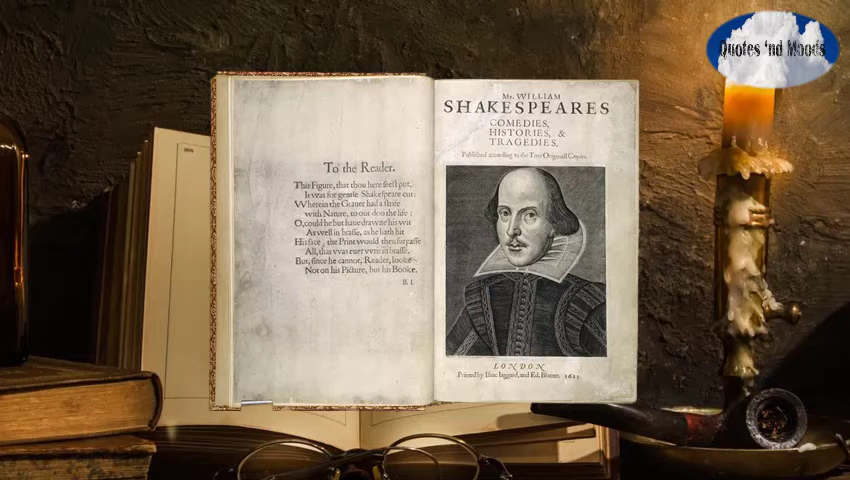 Quotes 'nd Moods
To the Reader.
This Figure, that thou here ſeeſt put,
It was for gentle Shakeſpeare cut;
Wherein the Grauer had a ſtrife
with Nature, to out-doo the life :
O, could he but haue drawne his wit
As well in braſſe, as he hath hit
His face ; the Print would then ſurpaſſe
All, that vvas euer vvrit in braſſe.
But, ſince he cannot, Reader, looke
Not on his Picture, but his Booke.
B. I.
Mr. WILLIAM
SHAKESPEARES
COMEDIES,
HISTORIES, &
TRAGEDIES.
Published according to the True Originall Copies.
LONDON
Printed by Isaac Iaggard, and Ed. Blount. 1623